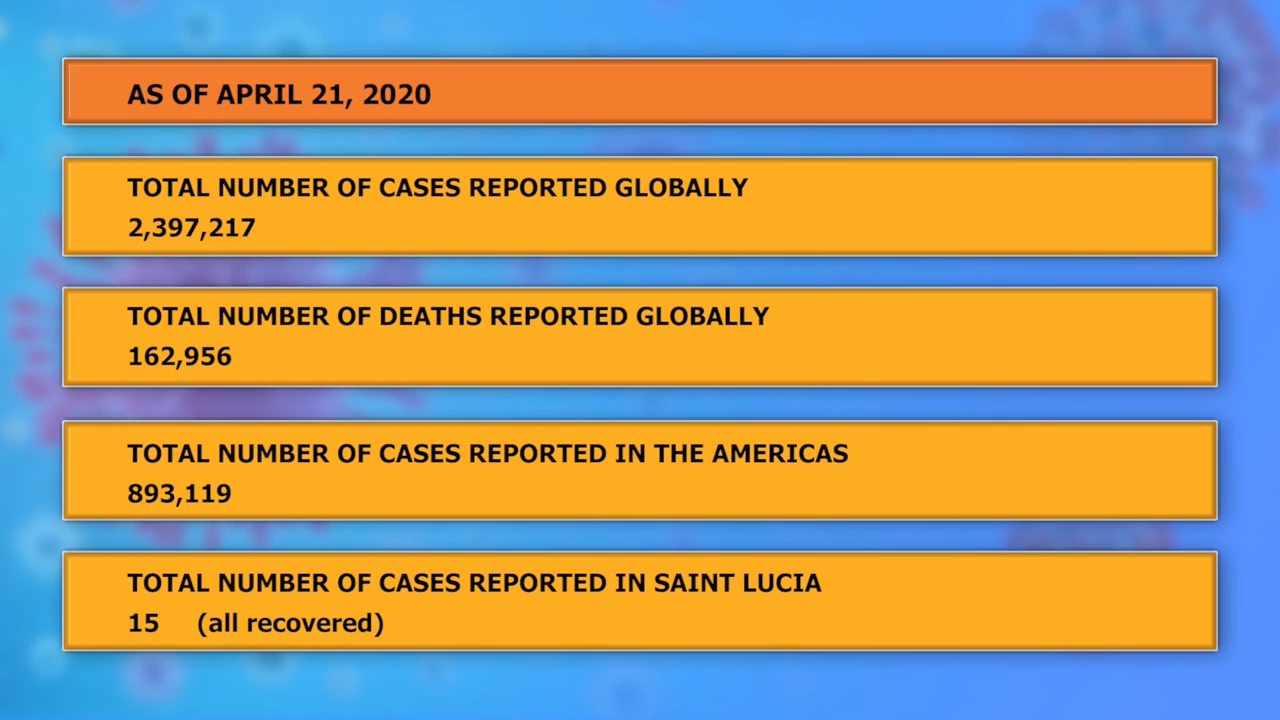 AS OF APRIL 21, 2020
TOTAL NUMBER OF CASES REPORTED GLOBALLY
2,397,217
TOTAL NUMBER OF DEATHS REPORTED GLOBALLY
162,956
TOTAL NUMBER OF CASES REPORTED IN THE AMERICAS
893,119
TOTAL NUMBER OF CASES REPORTED IN SAINT LUCIA
15 (all recovered)